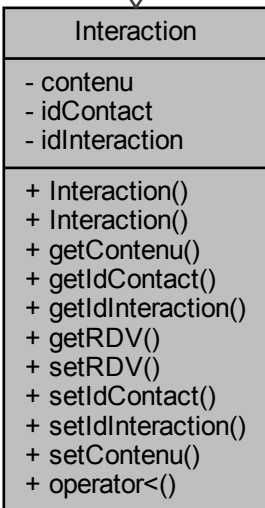 Interaction
- contenu
- idContact
- idInteraction
+ Interaction()
+ Interaction()
+ getContenu()
+ getIdContact()
+ getIdInteraction()
+ getRDV()
+ setRDV()
+ setIdContact()
+ setIdInteraction()
+ setContenu()
+ operator<()